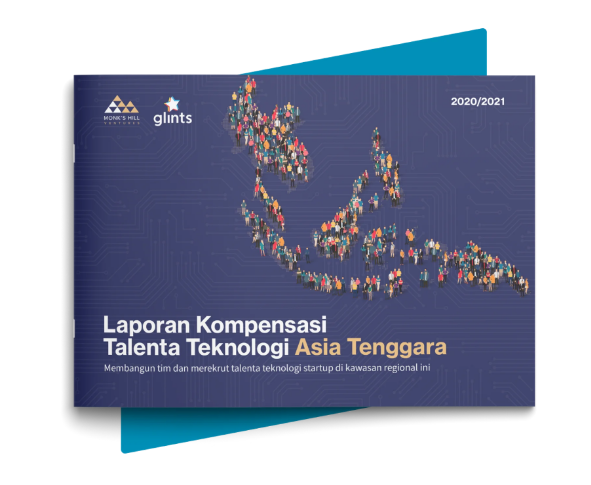 MONK'S HILL
VENTURES
glints
2020/2021
Laporan Kompensasi
Talenta Teknologi Asia Tenggara
Membangun tim dan merekrut talenta teknologi startup di kawasan regional ini